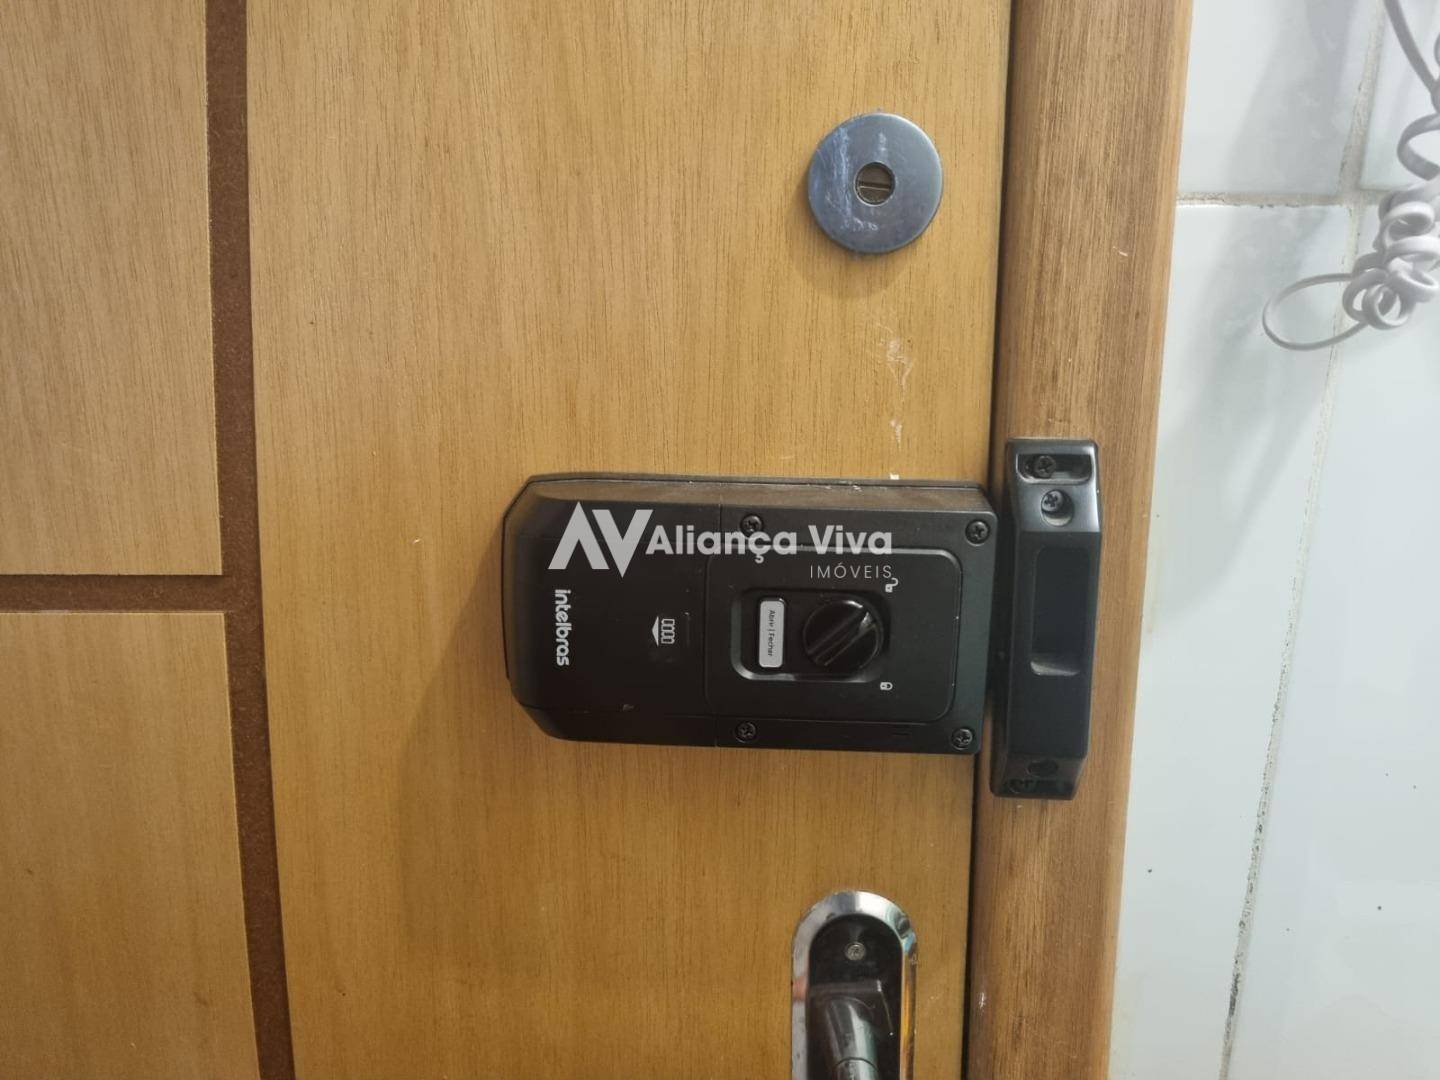 Aliança Viva
IMÓVEIS
intelbras
Abrir | Fechar
S